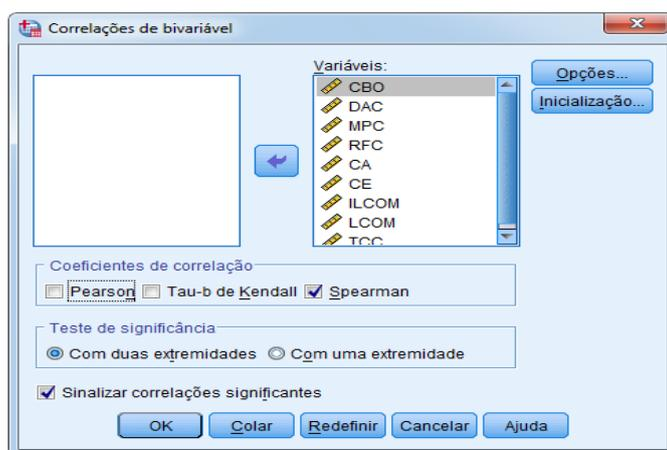 Correlações de bivariável
Variáveis:
CBO
DAC
MPC
RFC
CA
CE
ILCOM
LCOM
TCC
Opções...
Inicialização...
Coeficientes de correlação
Pearson Tau-b de Kendall Spearman
Teste de significância
Com duas extremidades Com uma extremidade
Sinalizar correlações significantes
OK Colar Redefinir Cancelar Ajuda